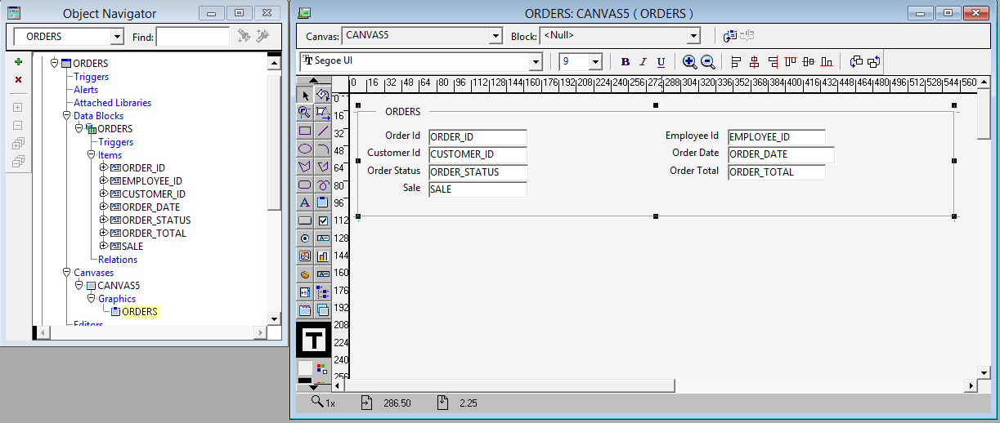 Object Navigator
ORDERS
Find:
ORDERS
Triggers
Alerts
Attached Libraries
Data Blocks
ORDERS
Triggers
Items
ORDER_ID
EMPLOYEE_ID
CUSTOMER_ID
ORDER_DATE
ORDER_STATUS
ORDER_TOTAL
SALE
Relations
Canvases
CANVAS5
Graphics
ORDERS
Editors
ORDERS: CANVAS5 ( ORDERS )
Canvas: CANVAS5 Block: <Null>
Segoe UI 9 B I U
0 16 32 48 64 80 96 112 128 144 160 176 192 208 224 240 256 272 288 304 320 336 352 368 384 400 416 432 448 464 480 496 512 528 544 560
0
16
32
48
64
80
96
112
128
144
160
176
192
208
224
240
256
ORDERS
Order Id ORDER_ID Employee Id EMPLOYEE_ID
Customer Id CUSTOMER_ID Order Date ORDER_DATE
Order Status ORDER_STATUS Order Total ORDER_TOTAL
Sale SALE
A
T
1x 286.50 2.25